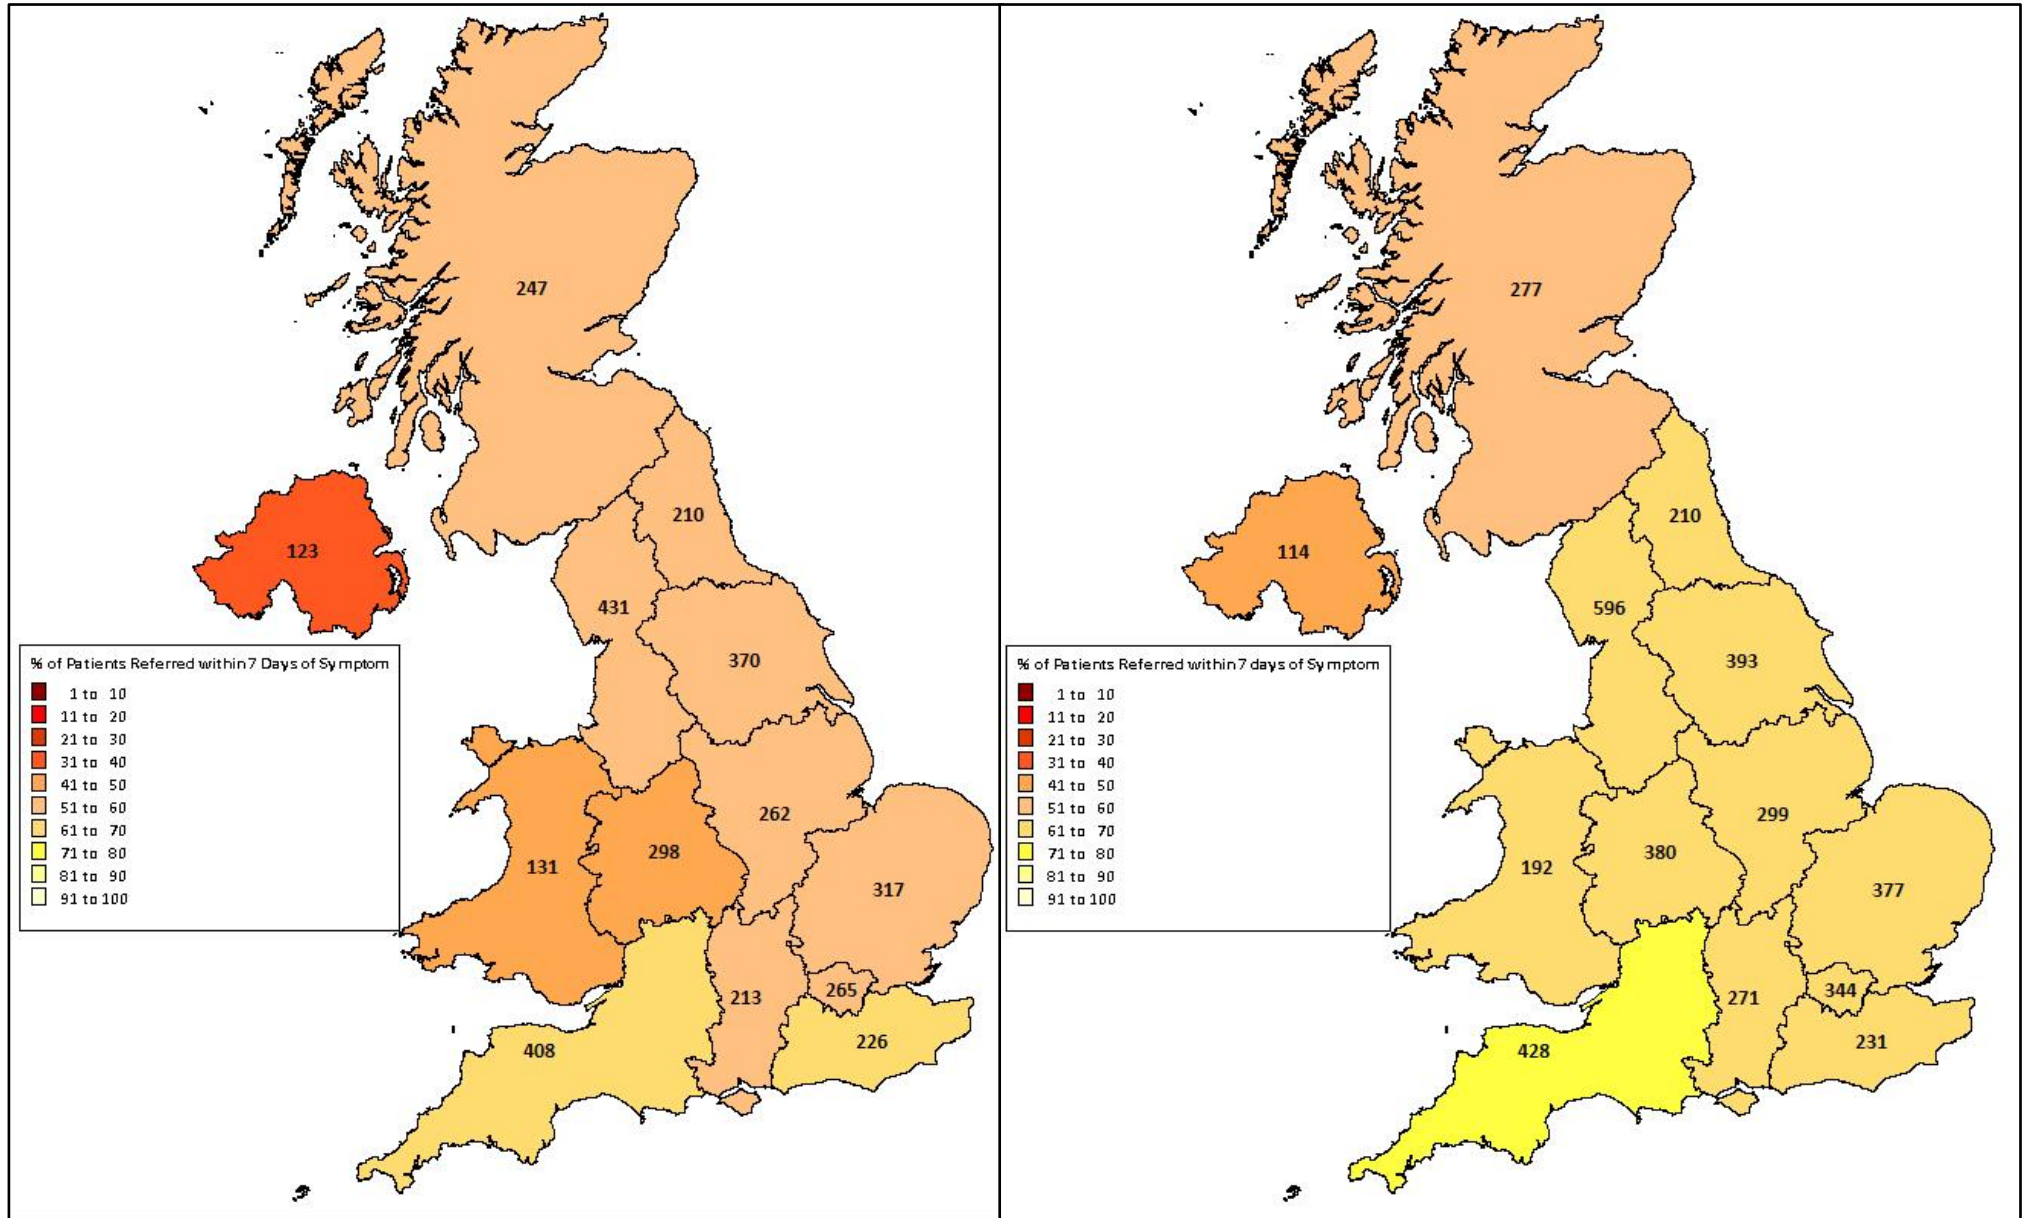 247
210
123
431
370
% of Patients Referred within 7 Days of Symptom
1 to 10
11 to 20
21 to 30
31 to 40
41 to 50
51 to 60
61 to 70
71 to 80
81 to 90
91 to 100
262
298
131
317
265
213
226
408
277
210
114
596
393
% of Patients Referred within 7 days of Symptom
1 to 10
11 to 20
21 to 30
31 to 40
41 to 50
51 to 60
61 to 70
71 to 80
81 to 90
91 to 100
299
380
192
377
344
271
231
428